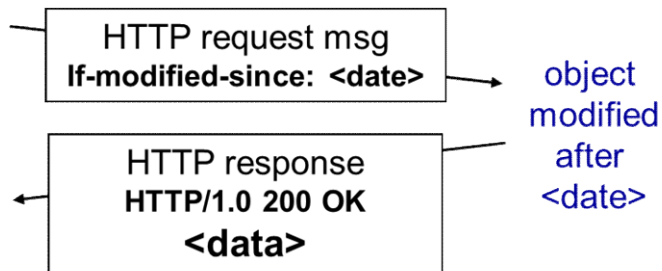 HTTP request msg
If-modified-since: <date>
object
modified
after
<date>
HTTP response
HTTP/1.0 200 OK
<data>